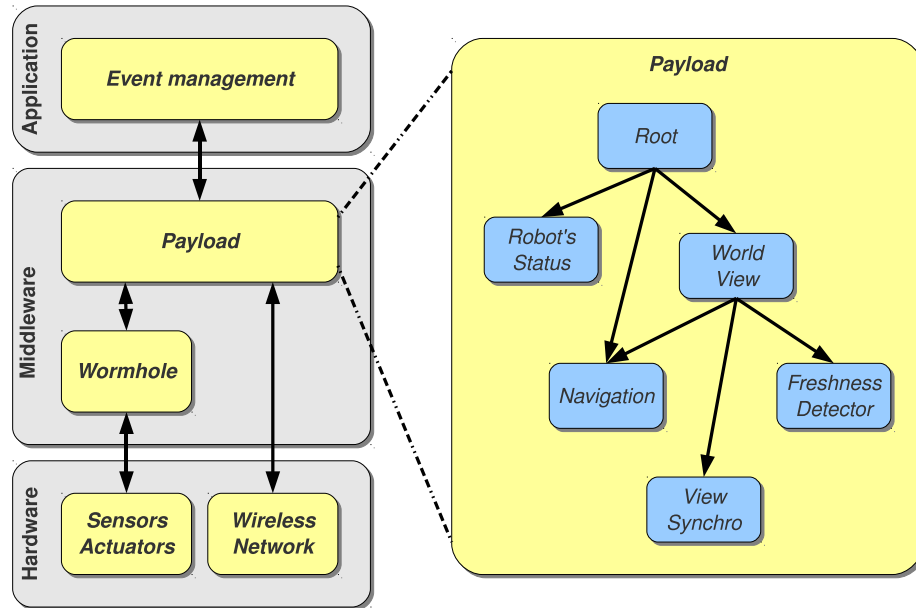 Application
Event management
Middleware
Payload
Wormhole
Hardware
Sensors
Actuators
Wireless
Network
Payload
Root
Robot's
Status
World
View
Navigation
Freshness
Detector
View
Synchro